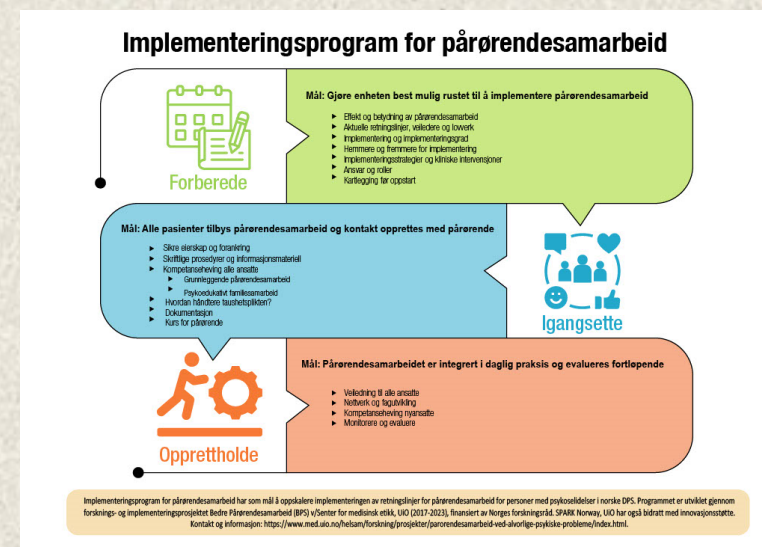 Implementeringsprogram for pårørendesamarbeid
Forberede
Mål: Gjøre enheten best mulig rustet til å implementere pårørendesamarbeid
Effekt og betydning av pårørendesamarbeid
Aktuelle retningslinjer, veiledere og lovverk
Implementering og implementeringsgrad
Hemmere og fremmere for implementering
Implementeringsstrategier og kliniske intervensjoner
Ansvar og roller
Kartlegging før oppstart
Mål: Alle pasienter tilbys pårørendesamarbeid og kontakt opprettes med pårørende
Sikre eierskap og forankring
Skriftlige prosedyrer og informasjonsmateriell
Kompetanseheving alle ansatte
Grunnleggende pårørendesamarbeid
Psykoedukativt familiesamarbeid
Hvordan håndtere taushetsplikten?
Dokumentasjon
Kurs for pårørende
Igangsette
Opprettholde
Mål: Pårørendesamarbeidet er integrert i daglig praksis og evalueres fortløpende
Veiledning til alle ansatte
Nettverk og fagutvikling
Kompetanseheving nyansatte
Monitorere og evaluere
Implementeringsprogram for pårørendesamarbeid har som mål å oppskalere implementeringen av retningslinjer for pårørendesamarbeid for personer med psykoselidelser i norske DPS. Programmet er utviklet gjennom
forsknings- og implementeringsprosjektet Bedre Pårørendesamarbeid (BPS) v/Senter for medisinsk etikk, UiO (2017-2023), finansiert av Norges forskningsråd. SPARK Norway, UiO har også bidratt med innovasjonsstøtte.
Kontakt og informasjon: https://www.med.uio.no/helsam/forskning/prosjekter/parorendesamarbeid-ved-alvorlige-psykiske-probleme/index.html.